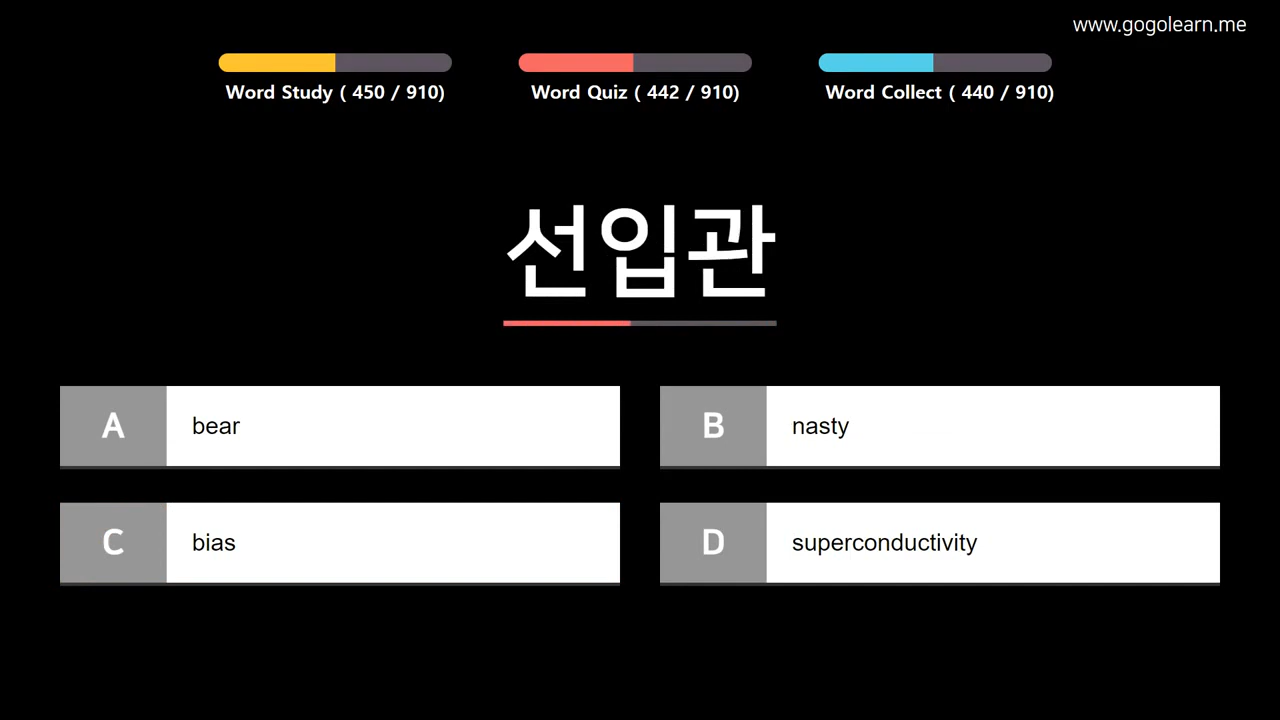 www.gogolearn.me
Word Study ( 450 / 910)
Word Quiz ( 442 / 910)
Word Collect ( 440 / 910)
선입관
A bear
B nasty
C bias
D superconductivity